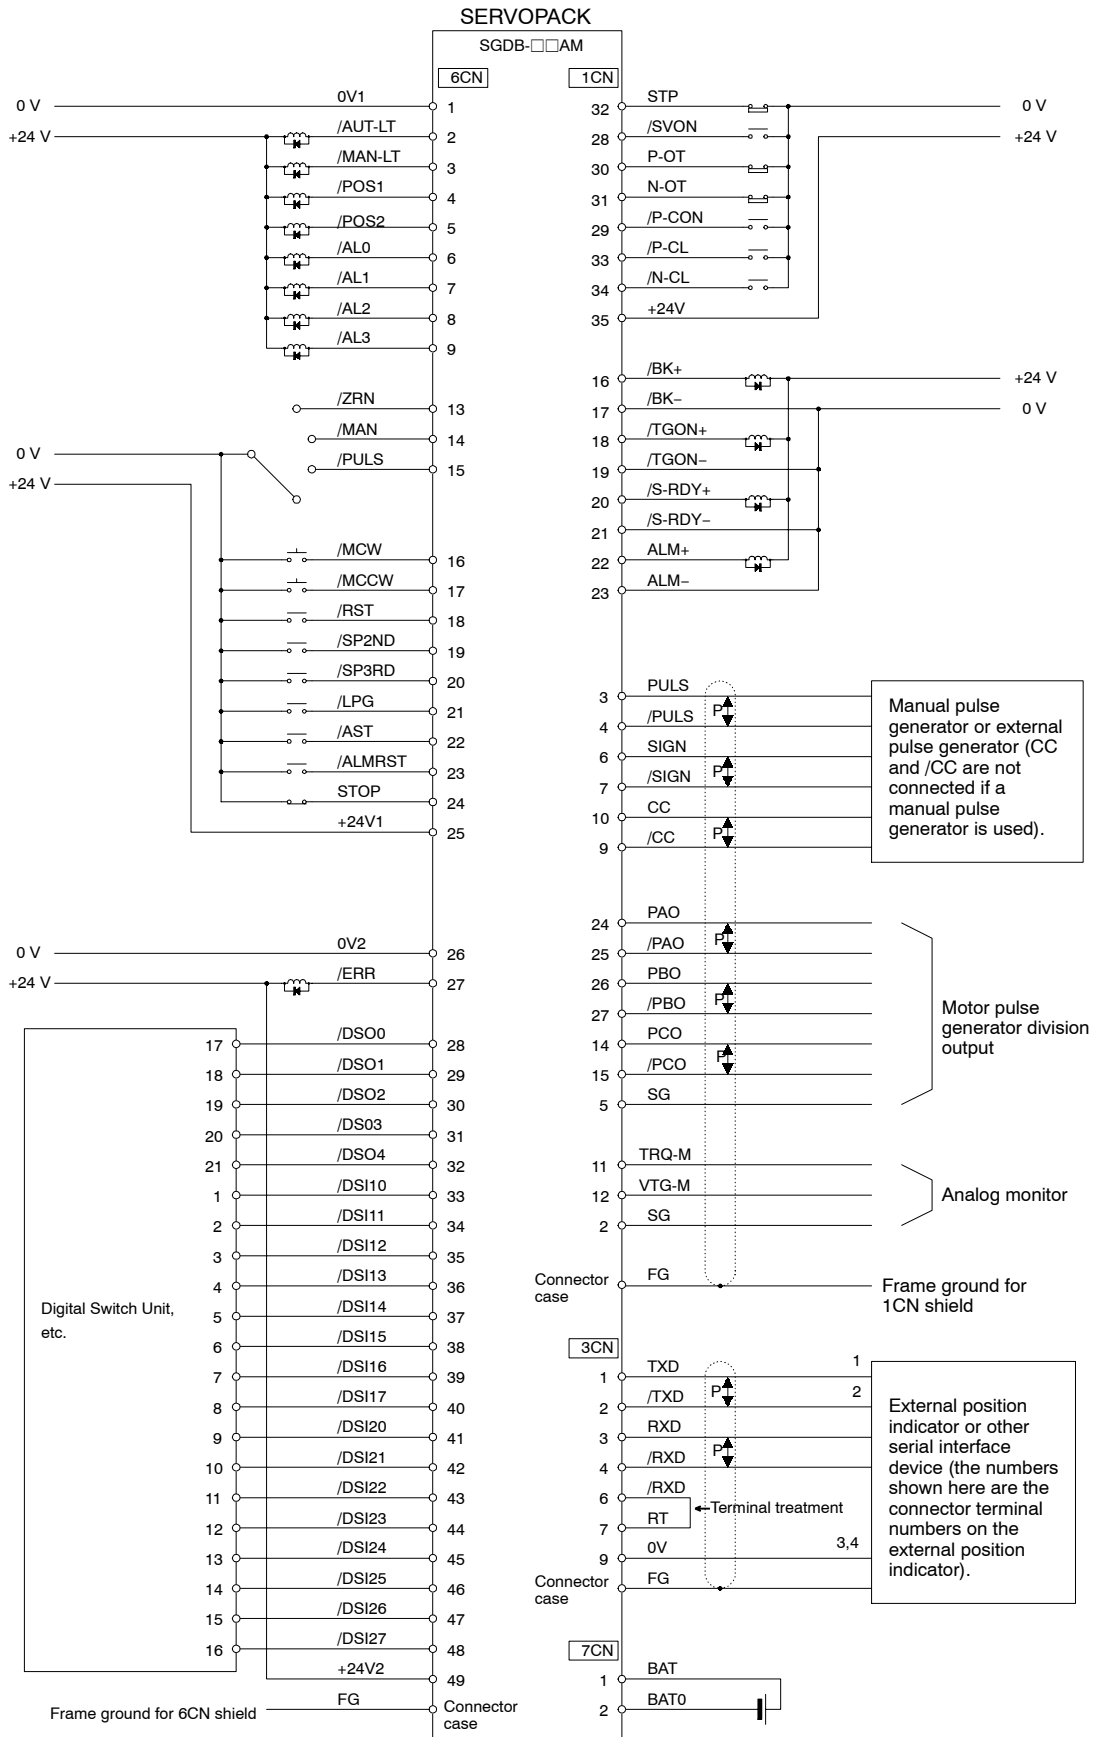 SERVOPACK
SGDB-□□AM
6CN
0 V
0V1
1
+24 V
/AUT-LT
2
/MAN-LT
3
/POS1
4
/POS2
5
/AL0
6
/AL1
7
/AL2
8
/AL3
9
/ZRN
13
0 V
/MAN
14
+24 V
/PULS
15
/MCW
16
/MCCW
17
/RST
18
/SP2ND
19
/SP3RD
20
/LPG
21
/AST
22
/ALMRST
23
STOP
24
+24V1
25
0 V
0V2
26
+24 V
/ERR
27
Digital Switch Unit,
etc.
17
/DSO0
28
18
/DSO1
29
19
/DSO2
30
20
/DS03
31
21
/DSO4
32
1
/DSI10
33
2
/DSI11
34
3
/DSI12
35
4
/DSI13
36
5
/DSI14
37
6
/DSI15
38
7
/DSI16
39
8
/DSI17
40
9
/DSI20
41
10
/DSI21
42
11
/DSI22
43
12
/DSI23
44
13
/DSI24
45
14
/DSI25
46
15
/DSI26
47
16
/DSI27
48
+24V2
49
Frame ground for 6CN shield
FG
Connector
case
1CN
32
STP
0 V
28
/SVON
+24 V
30
P-OT
31
N-OT
29
/P-CON
33
/P-CL
34
/N-CL
35
+24V
16
/BK+
+24 V
17
/BK−
0 V
18
/TGON+
19
/TGON−
20
/S-RDY+
21
/S-RDY−
22
ALM+
23
ALM−
3
PULS
P
4
/PULS
6
SIGN
P
7
/SIGN
10
CC
P
9
/CC
Manual pulse
generator or external
pulse generator (CC
and /CC are not
connected if a
manual pulse
generator is used).
24
PAO
P
25
/PAO
26
PBO
P
27
/PBO
14
PCO
P
15
/PCO
5
SG
Motor pulse
generator division
output
11
TRQ-M
12
VTG-M
2
SG
Analog monitor
Connector
case
FG
Frame ground for
1CN shield
3CN
1
TXD
1
P
2
/TXD
2
3
RXD
P
4
/RXD
6
/RXD
Terminal treatment
7
RT
9
0V
3,4
Connector
case
FG
External position
indicator or other
serial interface
device (the numbers
shown here are the
connector terminal
numbers on the
external position
indicator).
7CN
1
BAT
2
BAT0